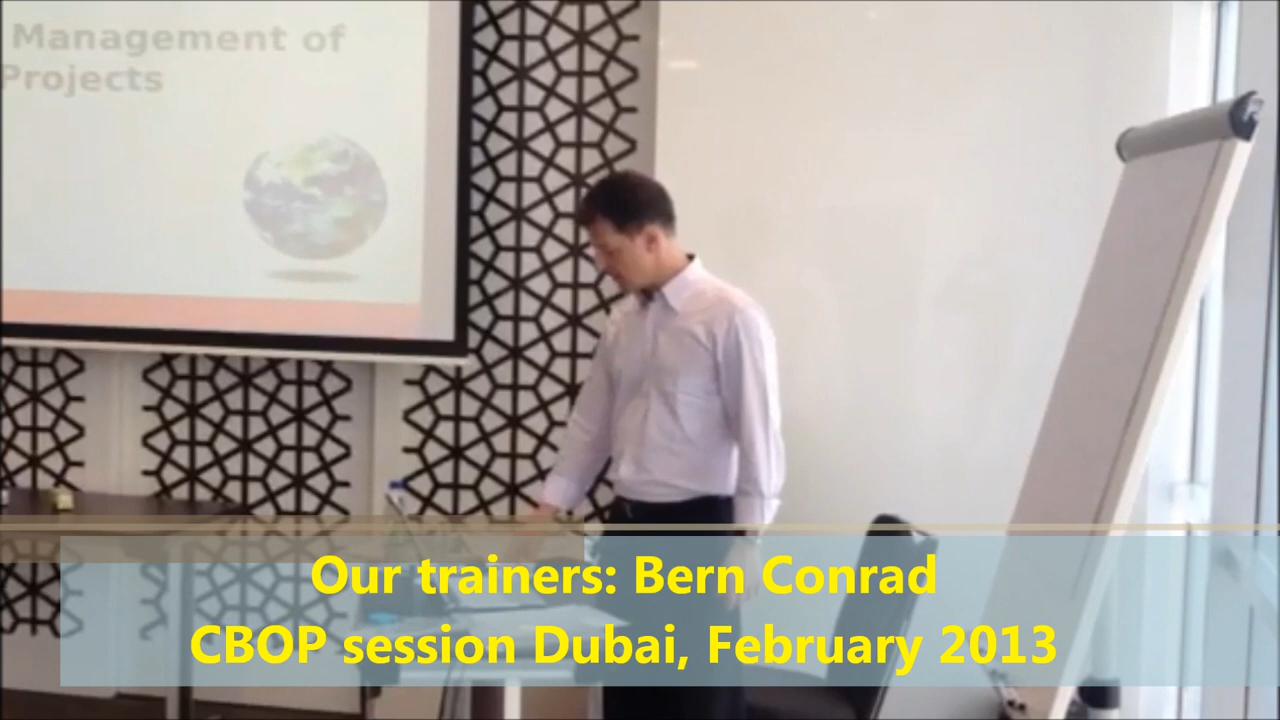 Management of
Projects
Our trainers: Bern Conrad
CBOP session Dubai, February 2013